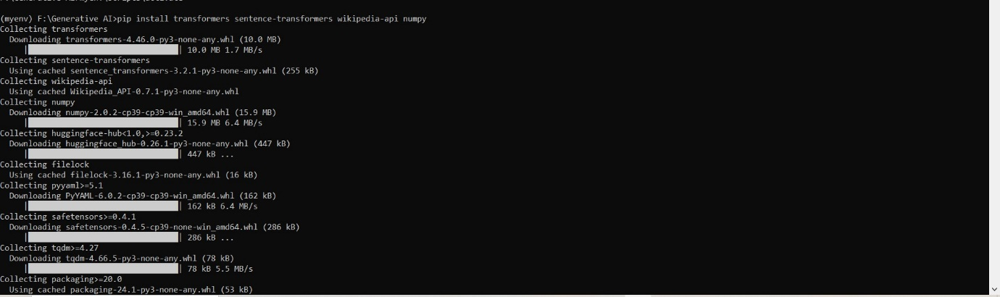 (myenv) F:\Generative AI>pip install transformers sentence-transformers wikipedia-api numpy
Collecting transformers
  Downloading transformers-4.46.0-py3-none-any.whl (10.0 MB)
     |                                | 10.0 MB 1.7 MB/s
Collecting sentence-transformers
  Using cached sentence_transformers-3.2.1-py3-none-any.whl (255 kB)
Collecting wikipedia-api
  Using cached Wikipedia_API-0.7.1-py3-none-any.whl
Collecting numpy
  Downloading numpy-2.0.2-cp39-cp39-win_amd64.whl (15.9 MB)
     |                                | 15.9 MB 6.4 MB/s
Collecting huggingface-hub<1.0,>=0.23.2
  Downloading huggingface_hub-0.26.1-py3-none-any.whl (447 kB)
     |                                | 447 kB ...
Collecting filelock
  Using cached filelock-3.16.1-py3-none-any.whl (16 kB)
Collecting pyyaml>=5.1
  Downloading PyYAML-6.0.2-cp39-cp39-win_amd64.whl (162 kB)
     |                                | 162 kB 6.4 MB/s
Collecting safetensors>=0.4.1
  Downloading safetensors-0.4.5-cp39-none-win_amd64.whl (286 kB)
     |                                | 286 kB ...
Collecting tqdm>=4.27
  Downloading tqdm-4.66.5-py3-none-any.whl (78 kB)
     |                                | 78 kB 5.5 MB/s
Collecting packaging>=20.0
  Using cached packaging-24.1-py3-none-any.whl (53 kB)